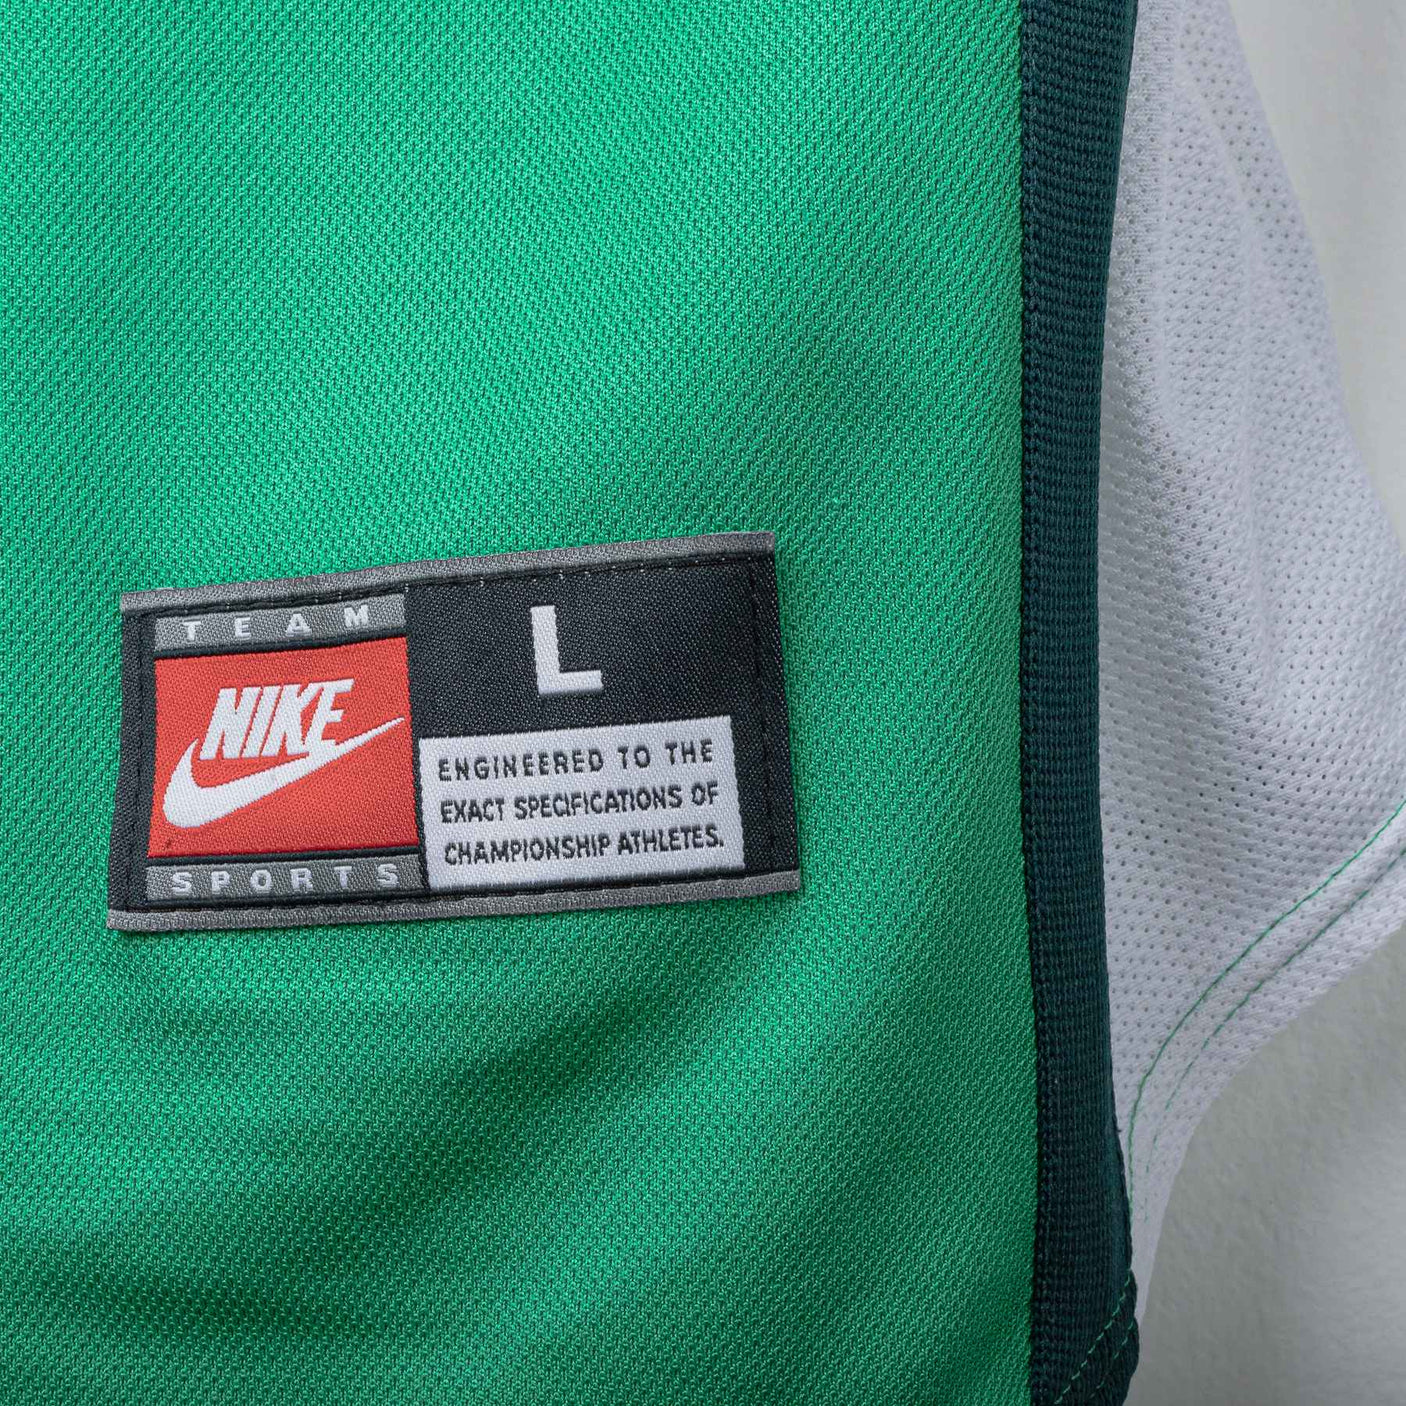 TEAM
NIKE
SPORTS
L
ENGINEERED TO THE
EXACT SPECIFICATIONS OF
CHAMPIONSHIP ATHLETES.